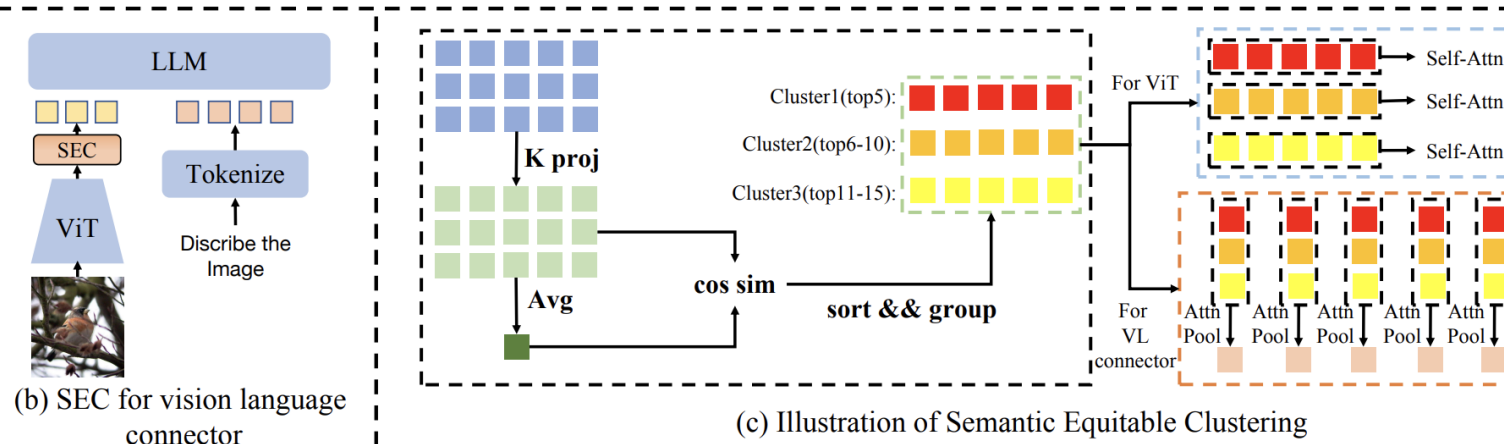 LLM
SEC
Tokenize
ViT
Discribe the
Image
(b) SEC for vision language
connector
K proj
Avg
cos sim
sort && group
Cluster1(top5):
Cluster2(top6-10):
Cluster3(top11-15):
For ViT
Self-Attn
Self-Attn
Self-Attn
For
VL
connector
Attn
Pool
Attn
Pool
Attn
Pool
Attn
Pool
Attn
Pool
(c) Illustration of Semantic Equitable Clustering